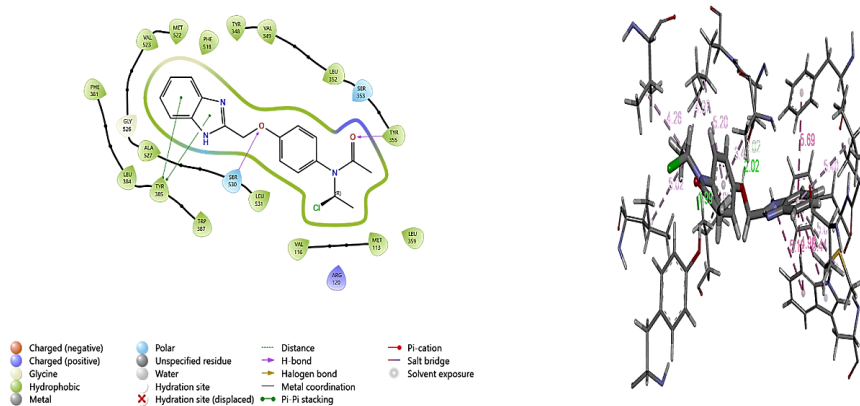 TYR
348
VAL
349
MET
522
VAL
523
PHE
518
LEU
352
SER
353
PHE
381
GLY
526
TYR
355
ALA
527
LEU
384
TYR
385
SER
530
LEU
531
TRP
387
N
N
H
O
O
N
(R)
Cl
VAL
116
MET
113
LEU
359
ARG
120
Charged (negative)
Charged (positive)
Glycine
Hydrophobic
Metal
Polar
Unspecified residue
Water
Hydration site
Hydration site (displaced)
Distance
H-bond
Halogen bond
Metal coordination
Pi-Pi stacking
Pi-cation
Salt bridge
Solvent exposure
4.26
5.20
5.69
2.02